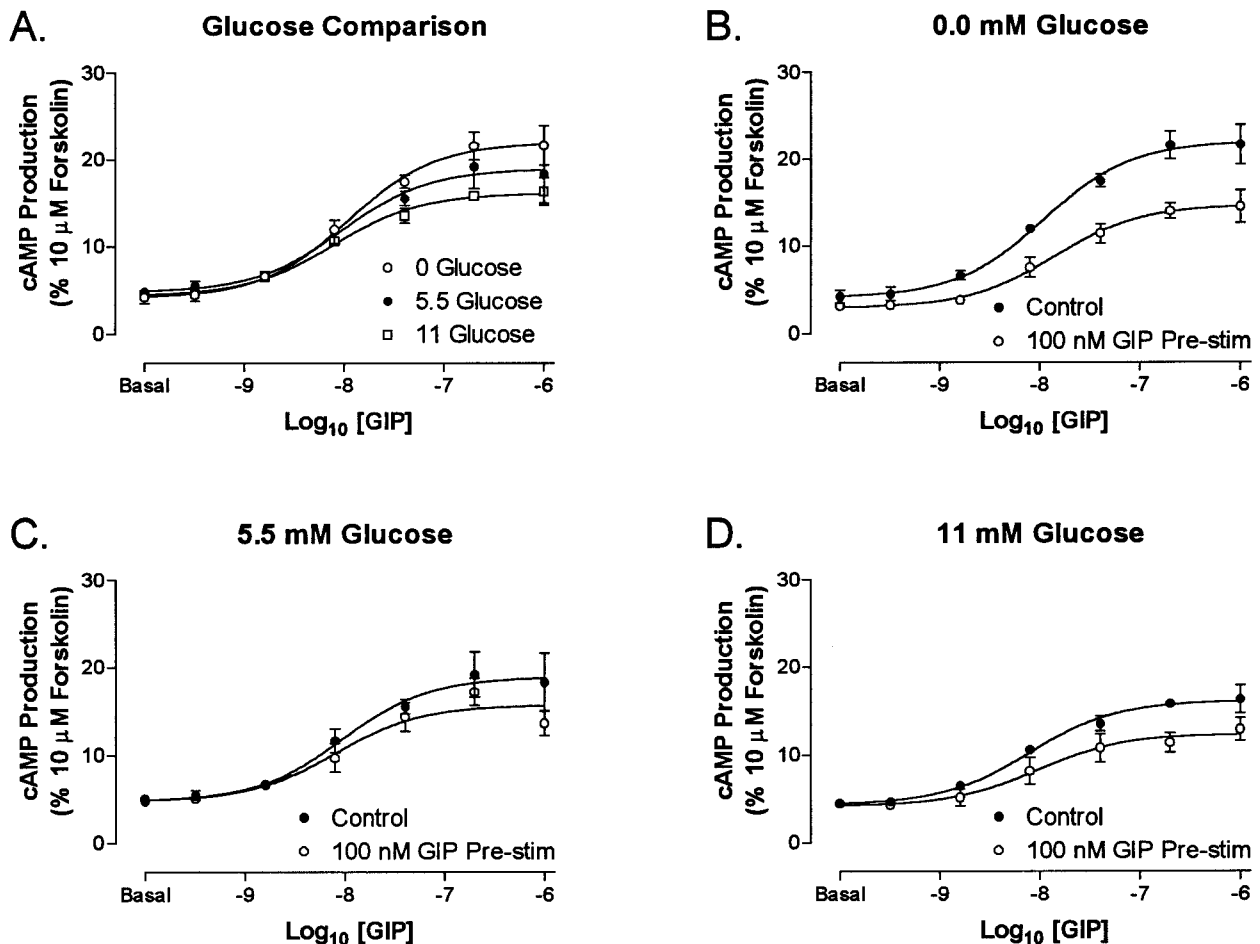 A.
Glucose Comparison
cAMP Production
(% 10 µM Forskolin)
30
20
10
0
○ 0 Glucose
● 5.5 Glucose
□ 11 Glucose
Basal -9 -8 -7 -6
Log₁₀ [GIP]
B.
0.0 mM Glucose
cAMP Production
(% 10 µM Forskolin)
30
20
10
0
● Control
○ 100 nM GIP Pre-stim
Basal -9 -8 -7 -6
Log₁₀ [GIP]
C.
5.5 mM Glucose
cAMP Production
(% 10 µM Forskolin)
30
20
10
0
● Control
○ 100 nM GIP Pre-stim
Basal -9 -8 -7 -6
Log₁₀ [GIP]
D.
11 mM Glucose
cAMP Production
(% 10 µM Forskolin)
30
20
10
0
● Control
○ 100 nM GIP Pre-stim
Basal -9 -8 -7 -6
Log₁₀ [GIP]